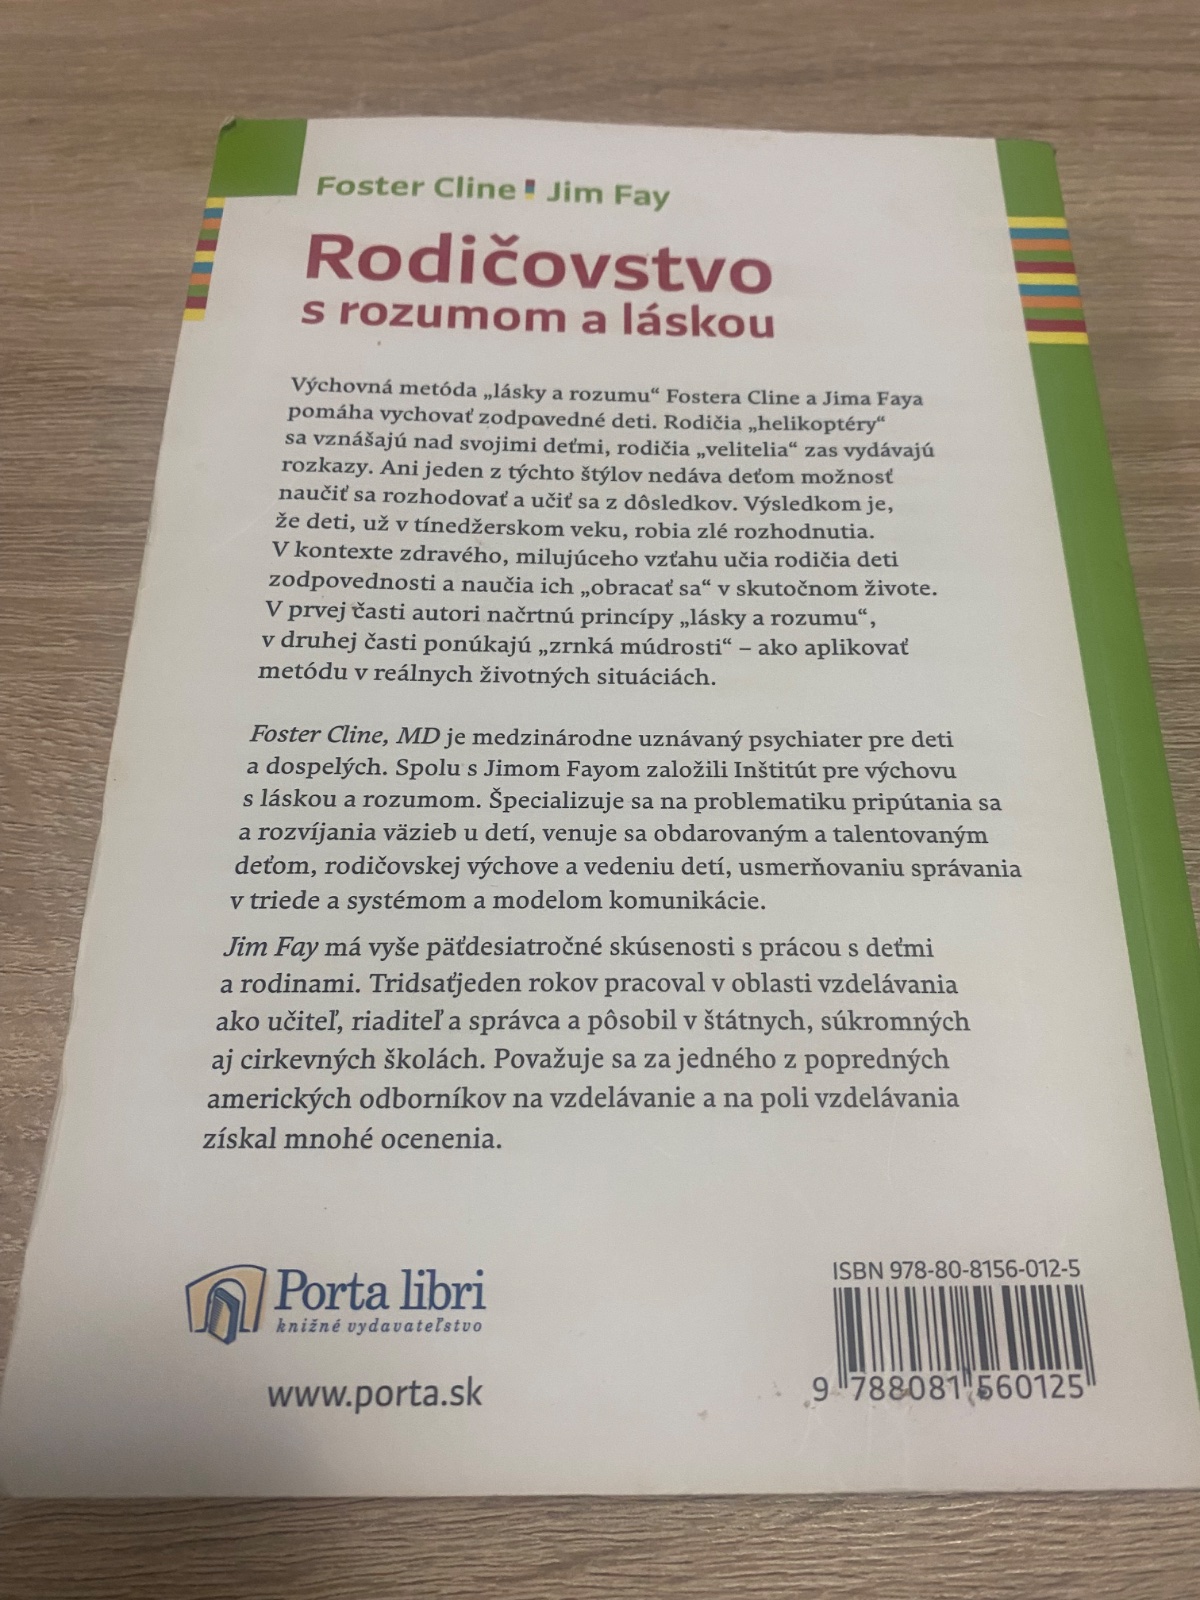 Foster Cline Jim Fay
Rodičovstvo
s rozumom a láskou
Výchovná metóda „lásky a rozumu“ Fostera Cline a Jima Faya
pomáha vychovať zodpovedné deti. Rodičia „helikoptéry“
sa vznášajú nad svojimi deťmi, rodičia „velitelia“ zas vydávajú
rozkazy. Ani jeden z týchto štýlov nedáva deťom možnosť
naučiť sa rozhodovať a učiť sa z dôsledkov. Výsledkom je,
že deti, už v tínedžerskom veku, robia zlé rozhodnutia.
V kontexte zdravého, milujúceho vzťahu učia rodičia deti
zodpovednosti a naučia ich „obracať sa“ v skutočnom živote.
V prvej časti autori načrtnú princípy „lásky a rozumu“,
v druhej časti ponúkajú „zrnká múdrosti“ – ako aplikovať
metódu v reálnych životných situáciách.
Foster Cline, MD je medzinárodne uznávaný psychiater pre deti
a dospelých. Spolu s Jimom Fayom založili Inštitút pre výchovu
s láskou a rozumom. Špecializuje sa na problematiku pripútania sa
a rozvíjania väzieb u detí, venuje sa obdarovaným a talentovaným
deťom, rodičovskej výchove a vedeniu detí, usmerňovaniu správania
v triede a systémom a modelom komunikácie.
Jim Fay má vyše päťdesiatročné skúsenosti s prácou s deťmi
a rodinami. Tridsaťjeden rokov pracoval v oblasti vzdelávania
ako učiteľ, riaditeľ a správca a pôsobil v štátnych, súkromných
aj cirkevných školách. Považuje sa za jedného z popredných
amerických odborníkov na vzdelávanie a na poli vzdelávania
získal mnohé ocenenia.
Porta libri
knižné vydavateľstvo
www.porta.sk
ISBN 978-80-8156-012-5
9 788081 560125